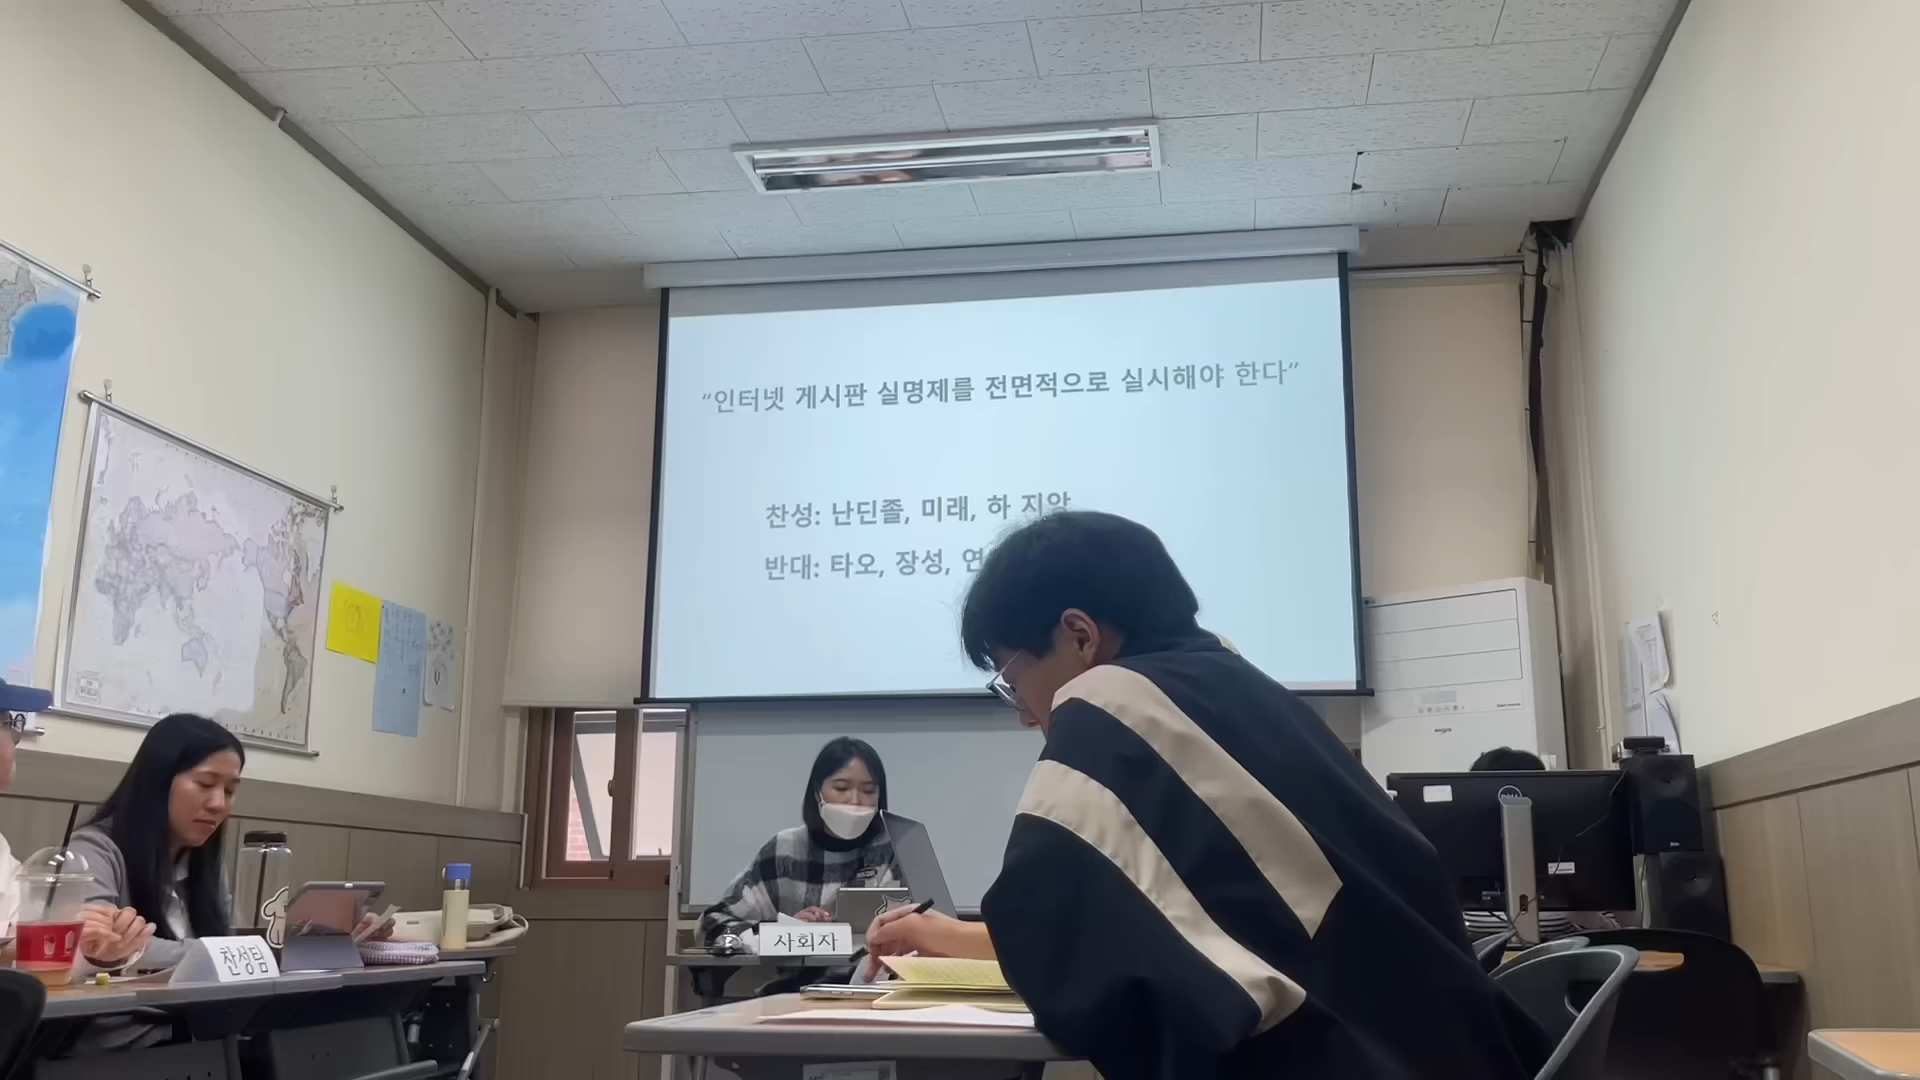 “인터넷 게시판 실명제를 전면적으로 실시해야 한다”
찬성: 난딘졸, 미래, 하 지앙
반대: 타오, 장성,
사회자
찬성팀
DELL